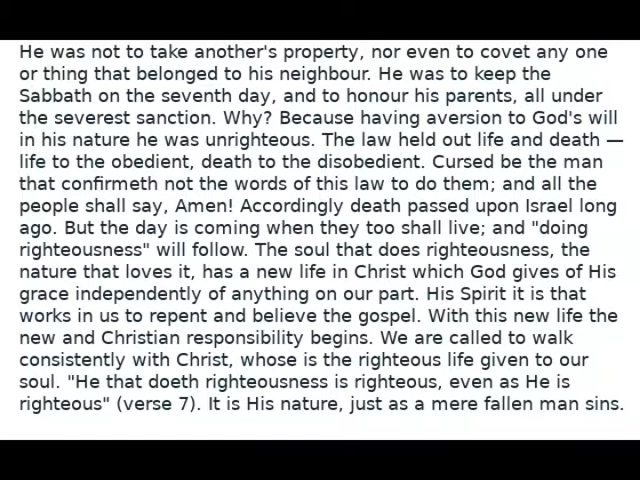 He was not to take another's property, nor even to covet any one
or thing that belonged to his neighbour. He was to keep the
Sabbath on the seventh day, and to honour his parents, all under
the severest sanction. Why? Because having aversion to God's will
in his nature he was unrighteous. The law held out life and death —
life to the obedient, death to the disobedient. Cursed be the man
that confirmeth not the words of this law to do them; and all the
people shall say, Amen! Accordingly death passed upon Israel long
ago. But the day is coming when they too shall live; and "doing
righteousness" will follow. The soul that does righteousness, the
nature that loves it, has a new life in Christ which God gives of His
grace independently of anything on our part. His Spirit it is that
works in us to repent and believe the gospel. With this new life the
new and Christian responsibility begins. We are called to walk
consistently with Christ, whose is the righteous life given to our
soul. "He that doeth righteousness is righteous, even as He is
righteous" (verse 7). It is His nature, just as a mere fallen man sins.